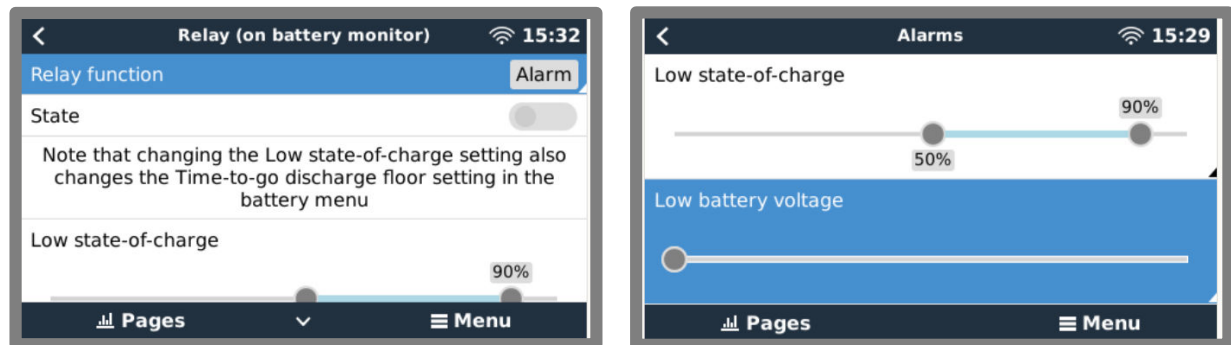 Relay (on battery monitor) 15:32
Relay function Alarm
State
Note that changing the Low state-of-charge setting also
changes the Time-to-go discharge floor setting in the
battery menu
Low state-of-charge
90%
Pages Menu
Alarms 15:29
Low state-of-charge
90%
50%
Low battery voltage
Pages Menu